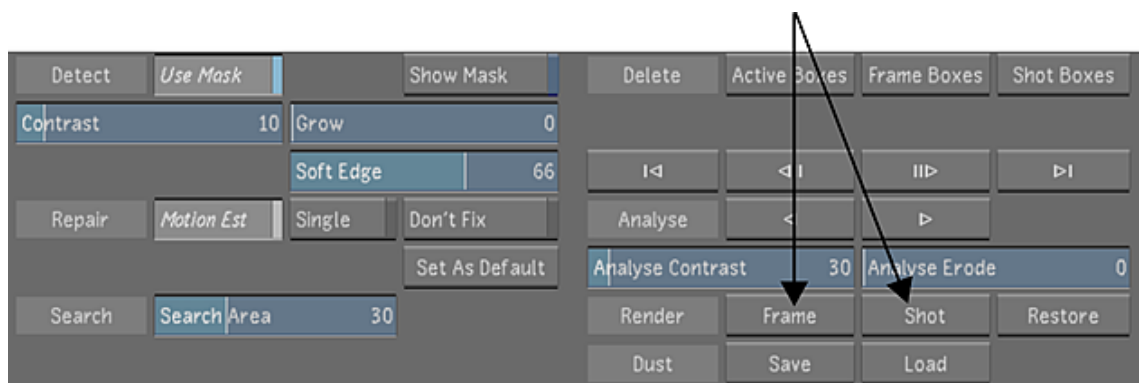 Detect Use Mask Show Mask Delete Active Boxes Frame Boxes Shot Boxes
Contrast 10 Grow 0
Soft Edge 66
Repair Motion Est Single Don't Fix Analyse
Set As Default Analyse Contrast 30 Analyse Erode 0
Search Search Area 30 Render Frame Shot Restore
Dust Save Load